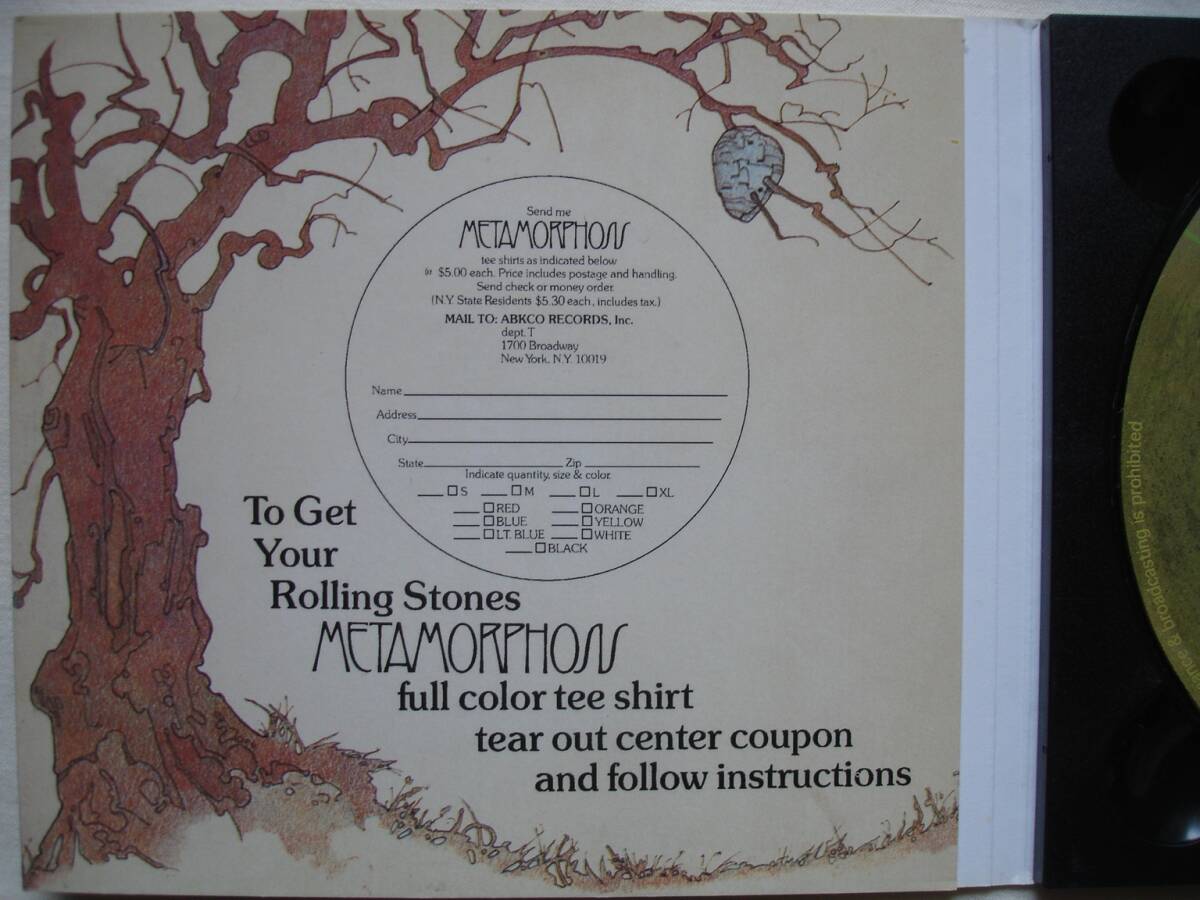 Send me
METAMORPHOSIS
tee shirts as indicated below
@ $5.00 each. Price includes postage and handling.
Send check or money order.
(N.Y. State Residents $5.30 each, includes tax.)
MAIL TO: ABKCO RECORDS, Inc.
dept. T
1700 Broadway
New York, N.Y. 10019
Name
Address
City
State Zip
Indicate quantity, size & color.
S M L XL
RED ORANGE
BLUE YELLOW
LT. BLUE WHITE
BLACK
To Get
Your
Rolling Stones
METAMORPHOSIS
full color tee shirt
tear out center coupon
and follow instructions
& broadcasting is prohibited